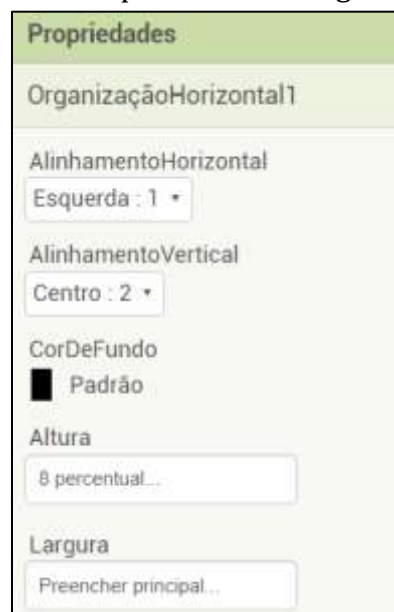 Propriedades
OrganizaçãoHorizontal1
AlinhamentoHorizontal
Esquerda : 1
AlinhamentoVertical
Centro : 2
CorDeFundo
Padrão
Altura
8 percentual...
Largura
Preencher principal...